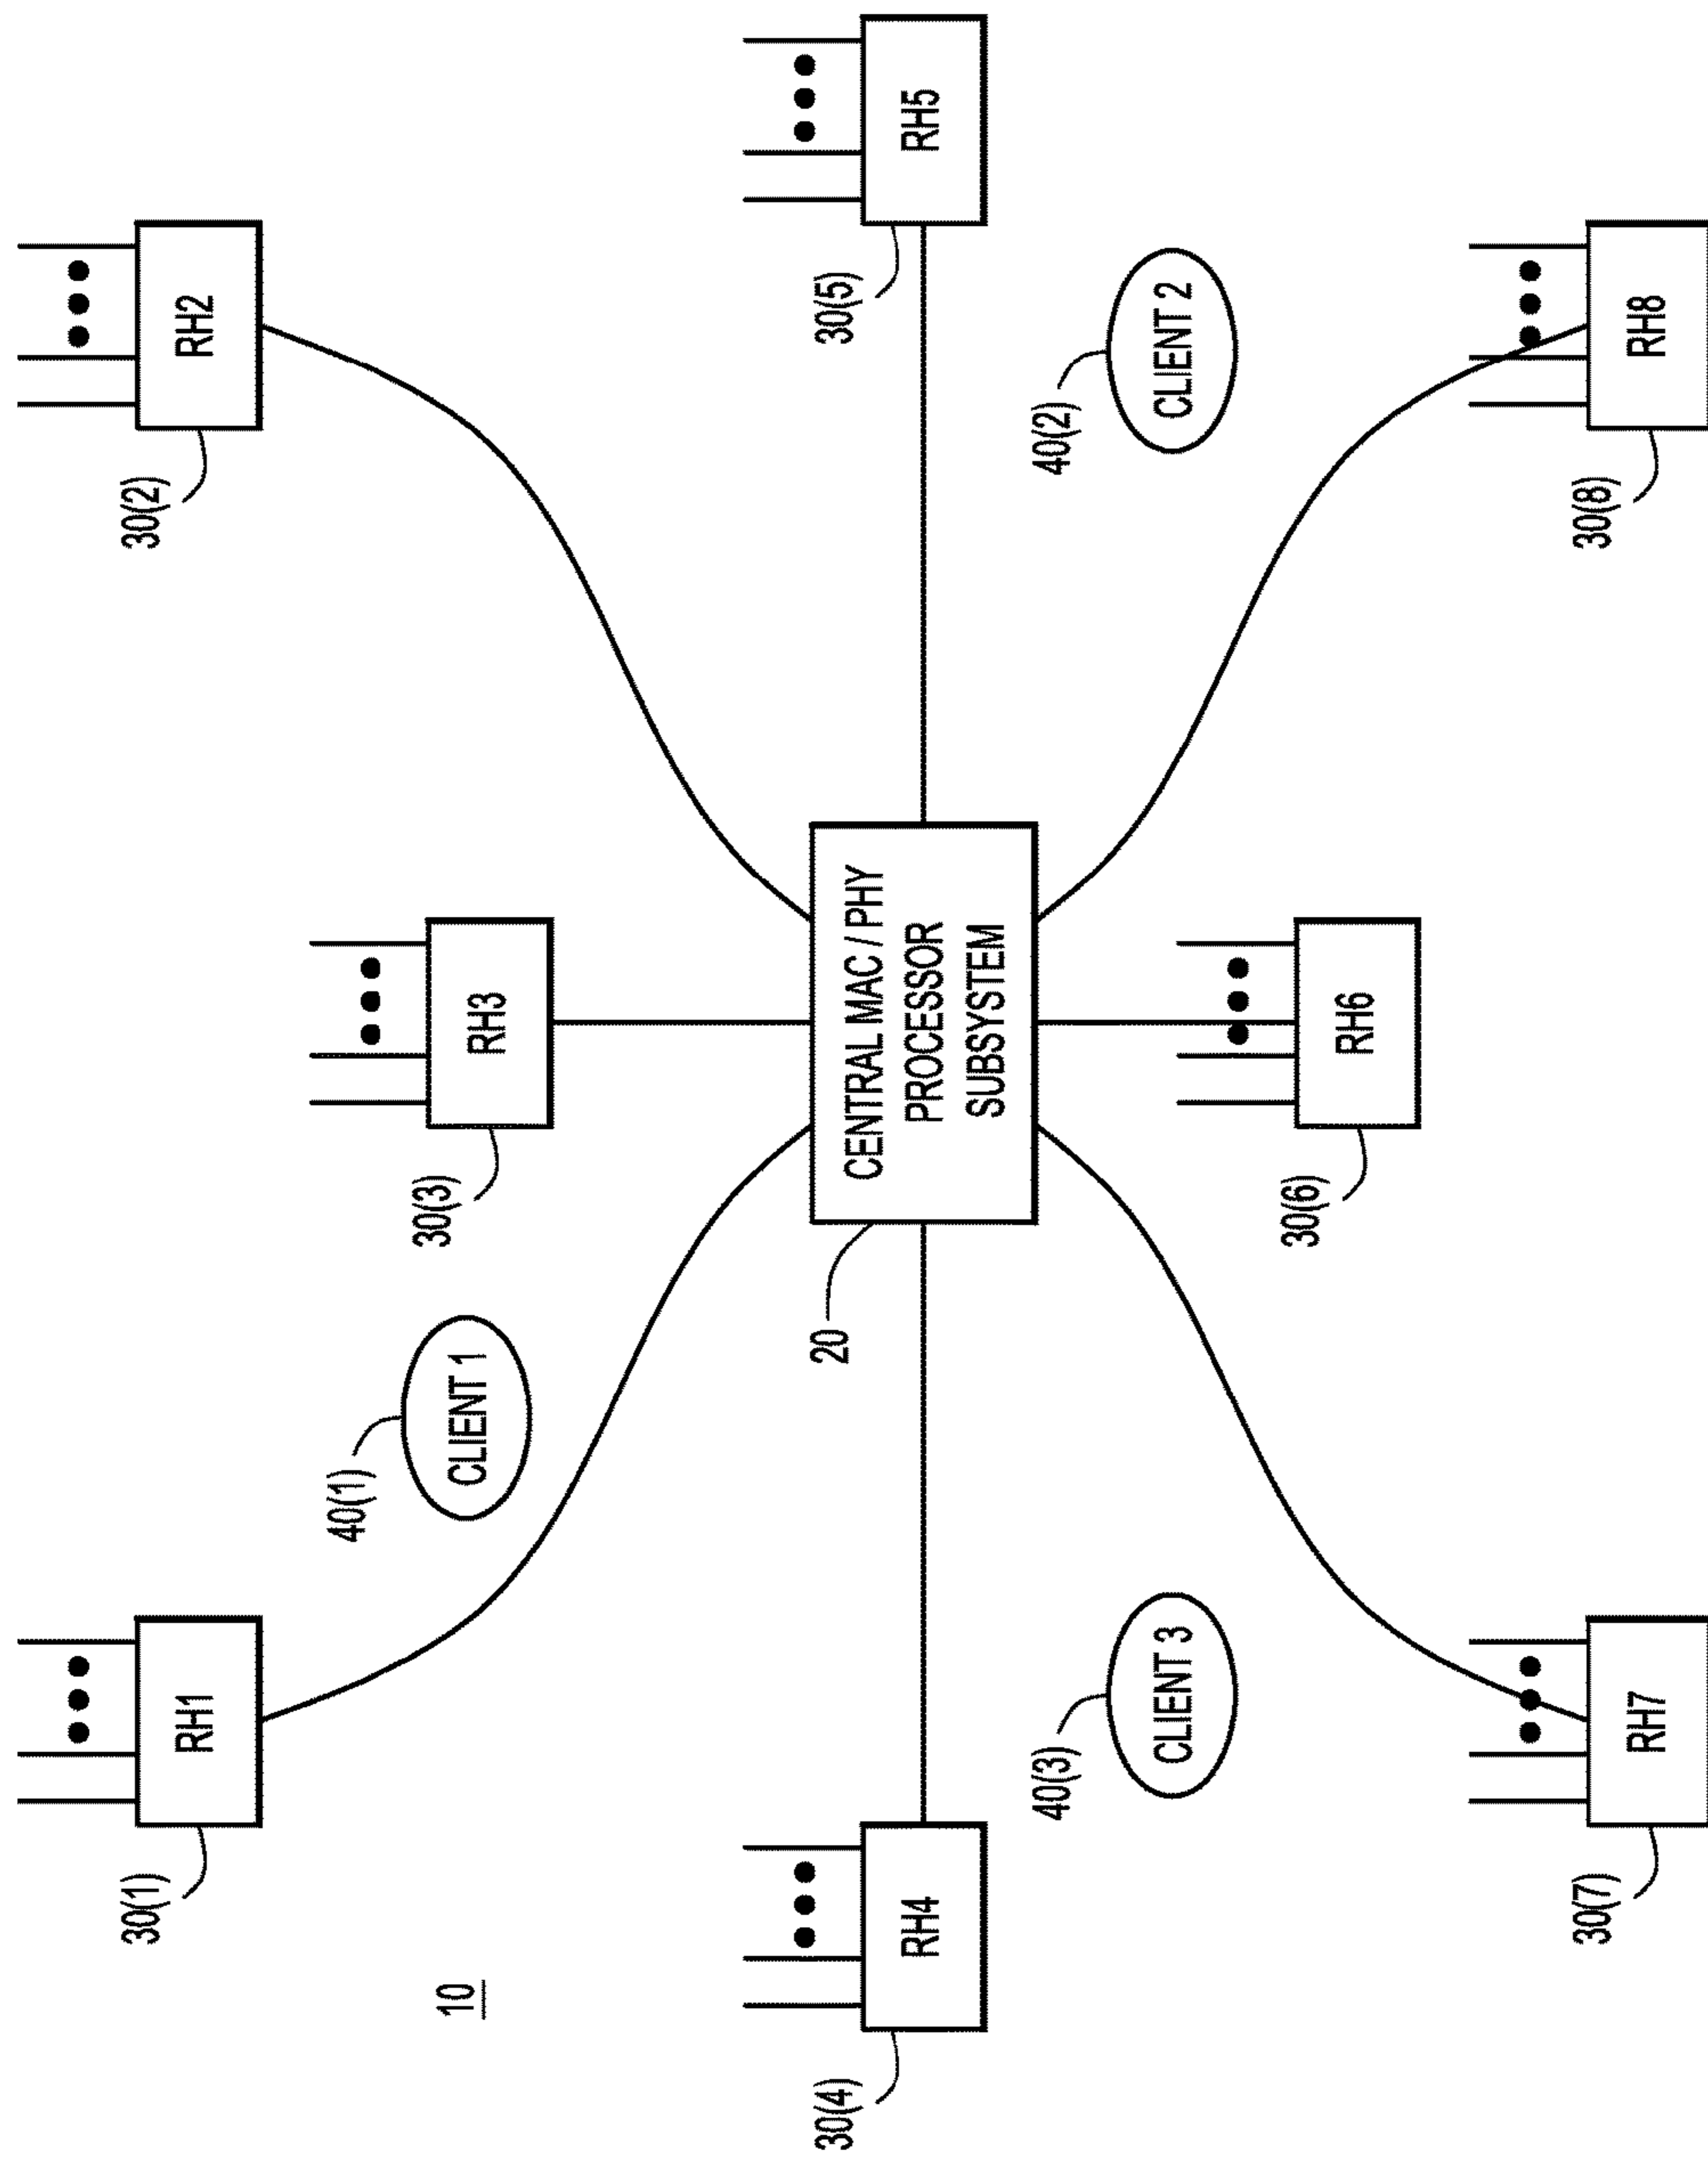 10
RH1
30(1)
RH2
30(2)
40(1)
CLIENT 1
RH3
30(3)
RH4
30(4)
20
CENTRAL MAC / PHY
PROCESSOR
SUBSYSTEM
RH5
30(5)
40(3)
CLIENT 3
RH6
30(6)
40(2)
CLIENT 2
RH7
30(7)
RH8
30(8)